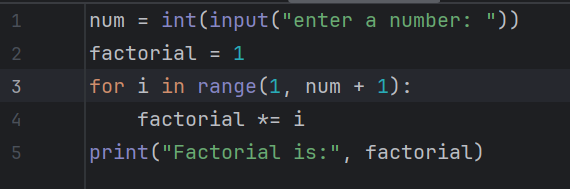 1 num = int(input("enter a number: "))
2 factorial = 1
3 for i in range(1, num + 1):
4     factorial *= i
5 print("Factorial is:", factorial)